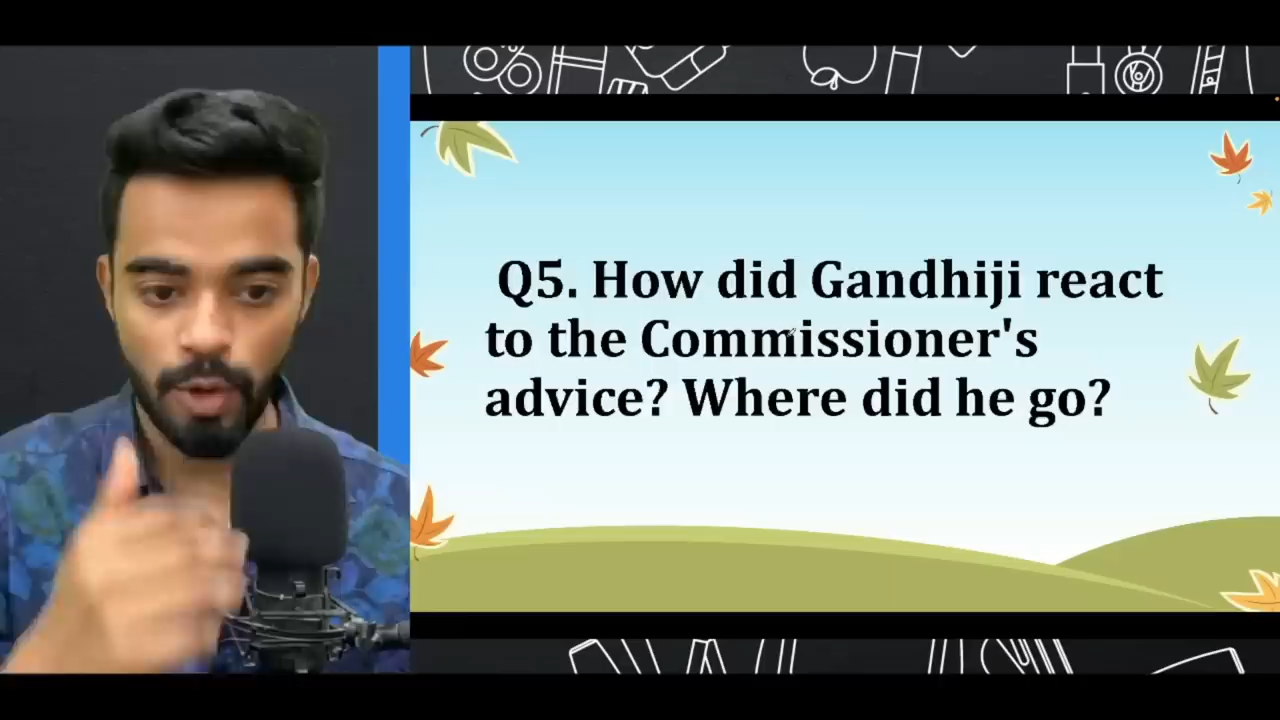 Q5. How did Gandhiji react
to the Commissioner's
advice? Where did he go?